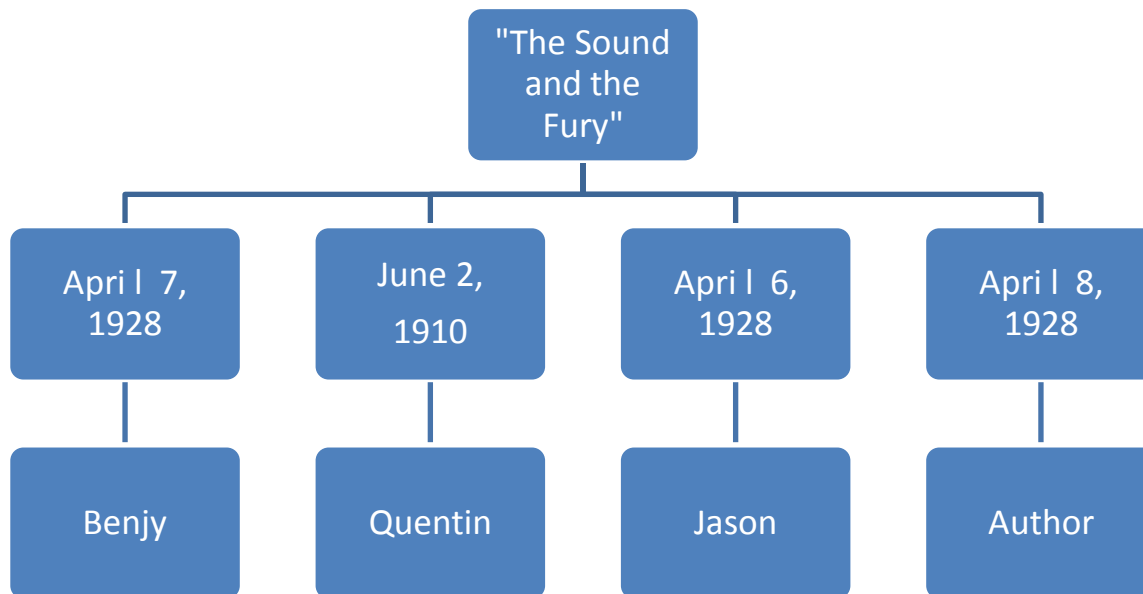 "The Sound
and the
Fury"
Apri l 7,
1928
June 2,
1910
Apri l 6,
1928
Apri l 8,
1928
Benjy
Quentin
Jason
Author